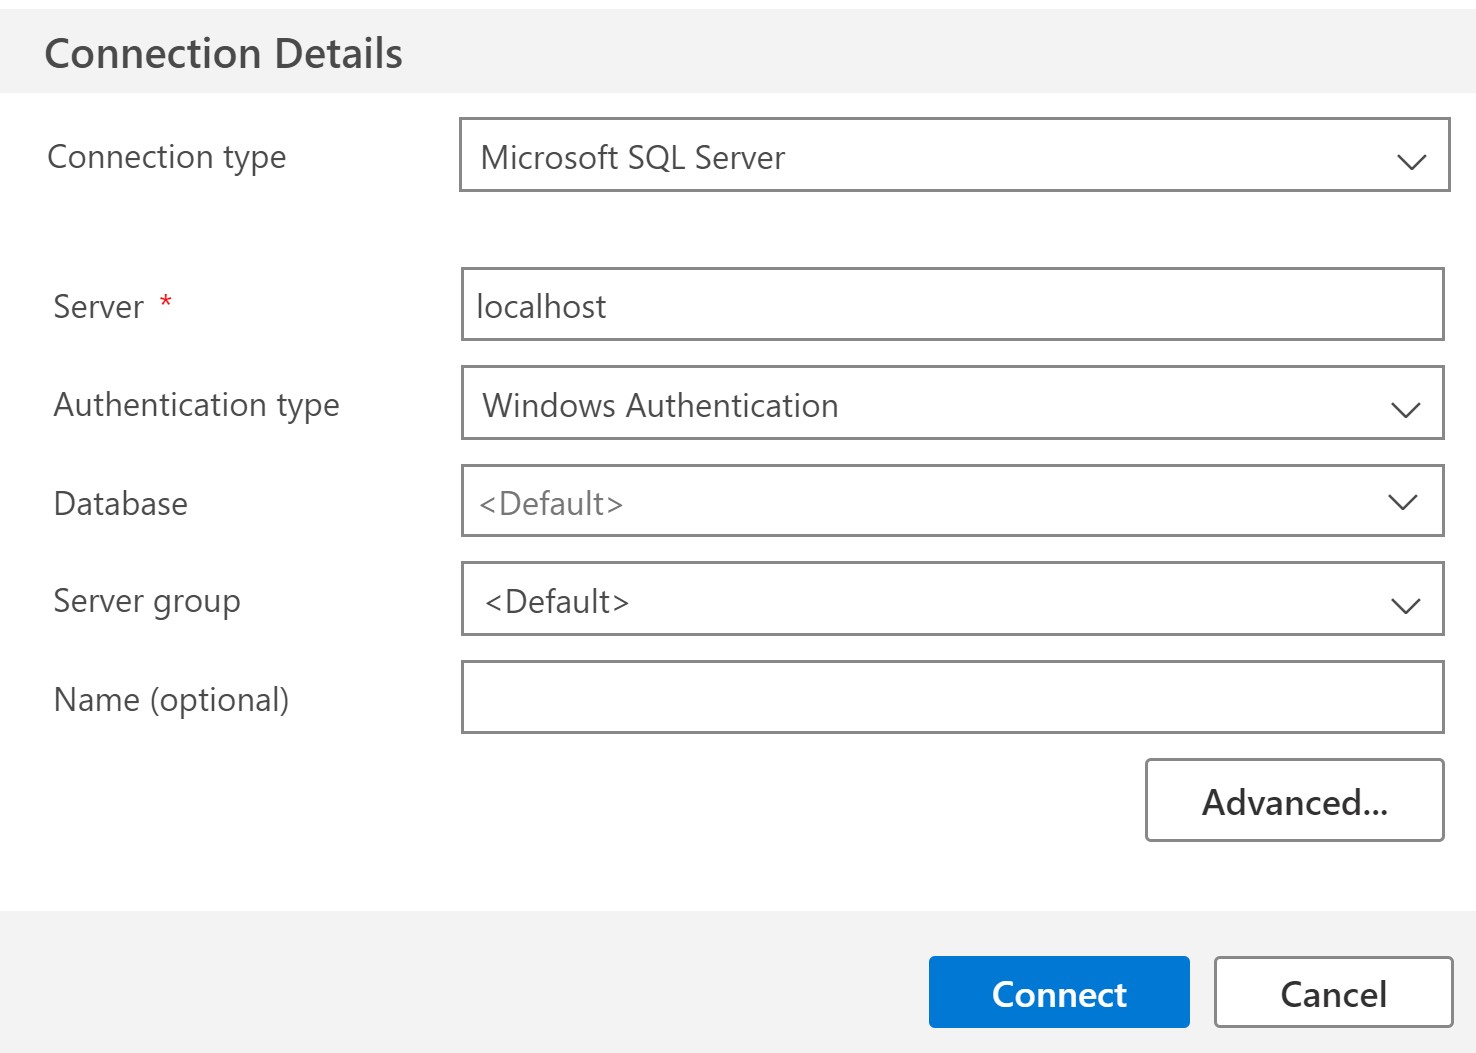 Connection Details
Connection type Microsoft SQL Server
Server * localhost
Authentication type Windows Authentication
Database <Default>
Server group <Default>
Name (optional)
Advanced...
Connect Cancel